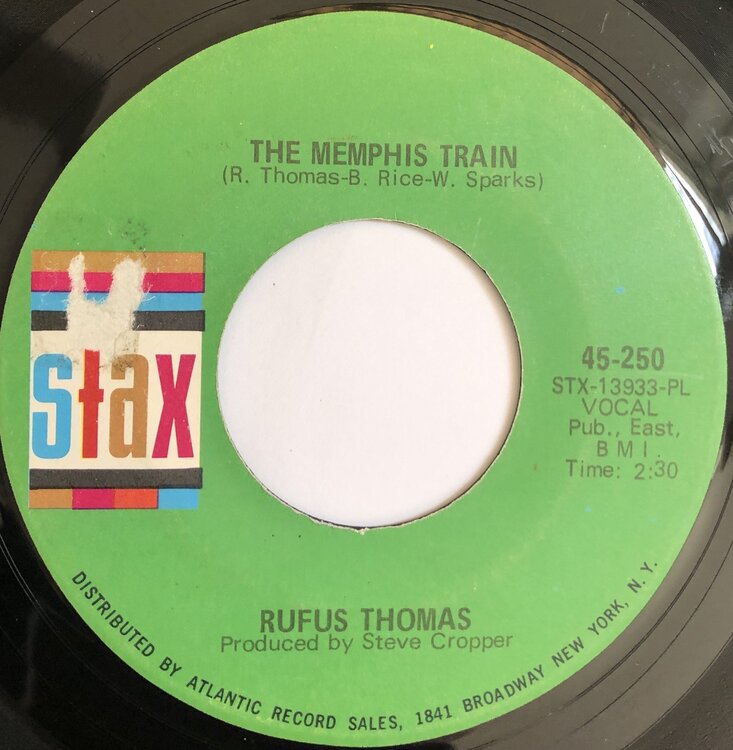 THE MEMPHIS TRAIN
(R. Thomas-B. Rice-W. Sparks)
stax
45-250
STX-13933-PL
VOCAL
Pub., East,
B M I
Time: 2:30
RUFUS THOMAS
Produced by Steve Cropper
DISTRIBUTED BY ATLANTIC RECORD SALES, 1841 BROADWAY NEW YORK, N. Y.